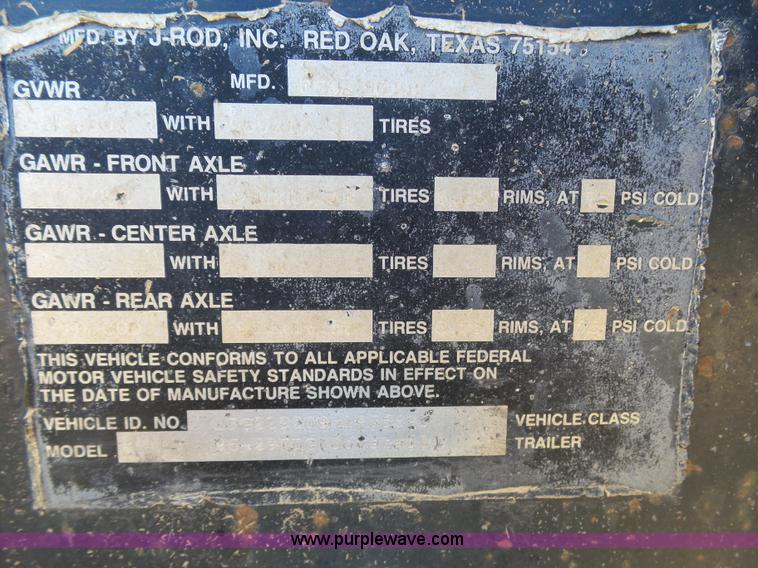 MFD. BY J-ROD, INC. RED OAK, TEXAS 75154
GVWR MFD.
WITH TIRES
GAWR - FRONT AXLE
WITH TIRES RIMS, AT PSI COLD
GAWR - CENTER AXLE
WITH TIRES RIMS, AT PSI COLD
GAWR - REAR AXLE
WITH TIRES RIMS, AT PSI COLD
THIS VEHICLE CONFORMS TO ALL APPLICABLE FEDERAL
MOTOR VEHICLE SAFETY STANDARDS IN EFFECT ON
THE DATE OF MANUFACTURE SHOWN ABOVE.
VEHICLE ID. NO. VEHICLE CLASS
MODEL TRAILER
www.purplewave.com